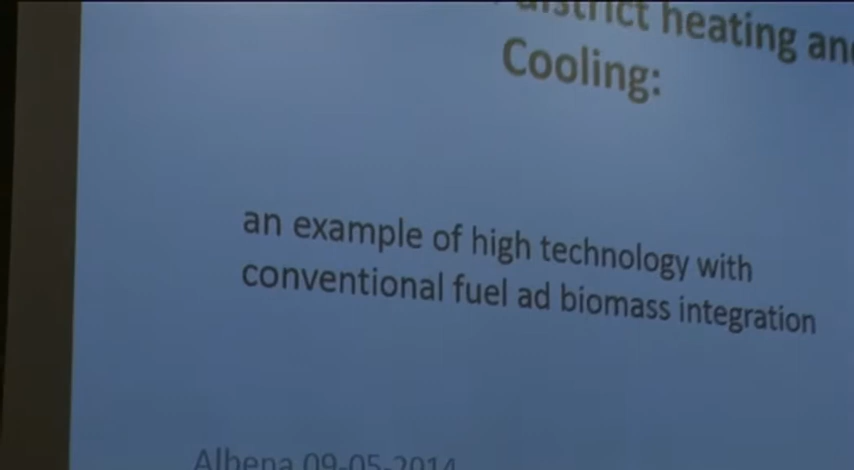 district heating and
Cooling:
an example of high technology with
conventional fuel ad biomass integration
Albena 09-05-2014